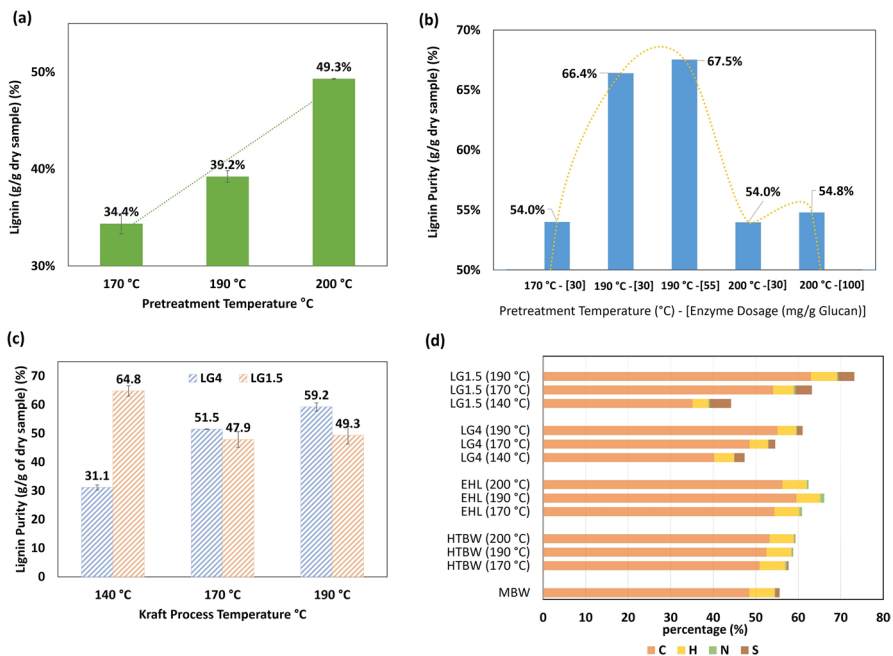 (a)
Lignin (g/g dry sample) (%)
50%
40%
30%
34.4%
39.2%
49.3%
170 °C
190 °C
200 °C
Pretreatment Temperature °C
(b)
Lignin Purity (g/g dry sample) (%)
70%
65%
60%
55%
50%
54.0%
66.4%
67.5%
54.0%
54.8%
170 °C - [30]
190 °C -[30]
190 °C -[55]
200 °C -[30]
200 °C -[100]
Pretreatment Temperature (°C) - [Enzyme Dosage (mg/g Glucan)]
(c)
Lignin Purity (g/g of dry sample) (%)
70
60
50
40
30
20
10
0
LG4
LG1.5
31.1
64.8
51.5
47.9
59.2
49.3
140 °C
170 °C
190 °C
Kraft Process Temperature °C
(d)
LG1.5 (190 °C)
LG1.5 (170 °C)
LG1.5 (140 °C)
LG4 (190 °C)
LG4 (170 °C)
LG4 (140 °C)
EHL (200 °C)
EHL (190 °C)
EHL (170 °C)
HTBW (200 °C)
HTBW (190 °C)
HTBW (170 °C)
MBW
0
10
20
30
40
50
60
70
80
percentage (%)
C
H
N
S